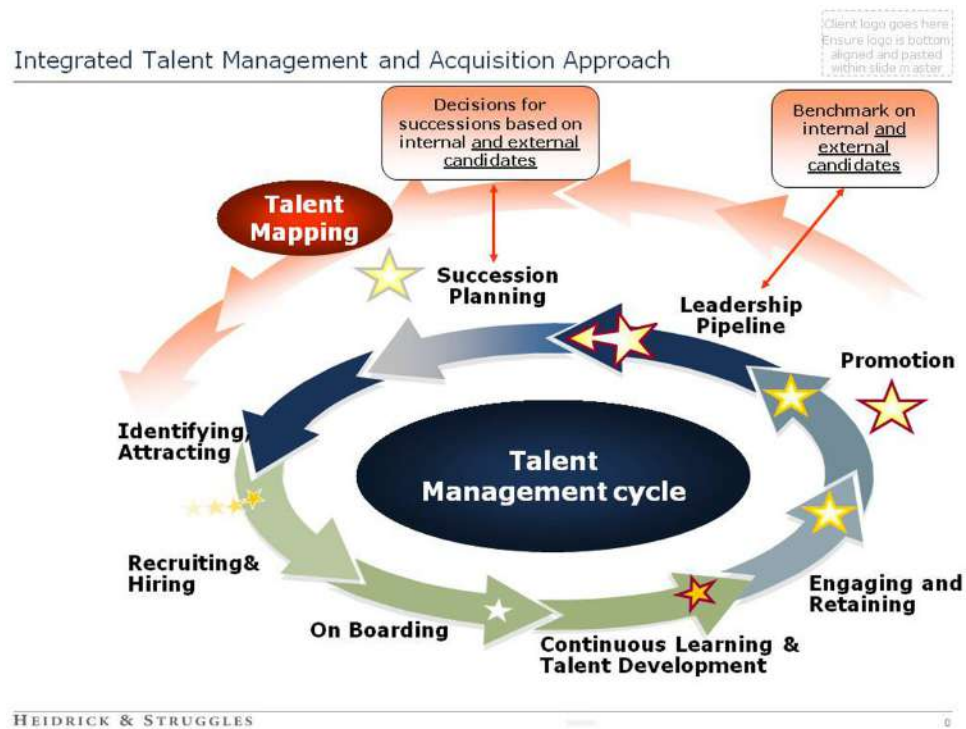 Client logo goes here
Ensure logo is bottom
aligned and pasted
within slide master
Integrated Talent Management and Acquisition Approach
Decisions for
successions based on
internal and external
candidates
Benchmark on
internal and
external
candidates
Talent
Mapping
Succession
Planning
Leadership
Pipeline
Promotion
Identifying/
Attracting
Talent
Management cycle
Recruiting&
Hiring
Engaging and
Retaining
On Boarding
Continuous Learning &
Talent Development
HEIDRICK & STRUGGLES
0